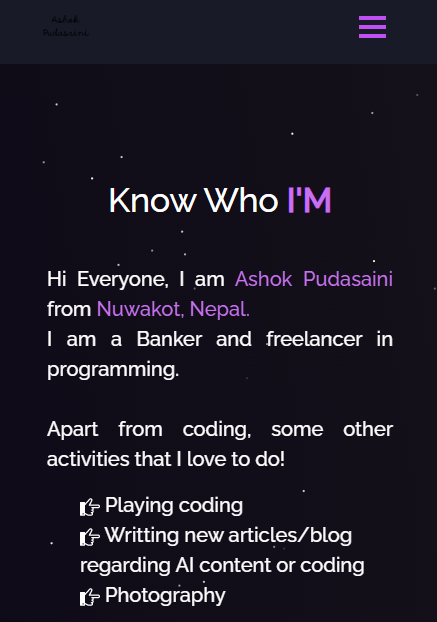 Ashok
Pudasaini
Know Who I'M
Hi Everyone, I am Ashok Pudasaini
from Nuwakot, Nepal.
I am a Banker and freelancer in
programming.
Apart from coding, some other
activities that I love to do!
Playing coding
Writting new articles/blog
regarding AI content or coding
Photography